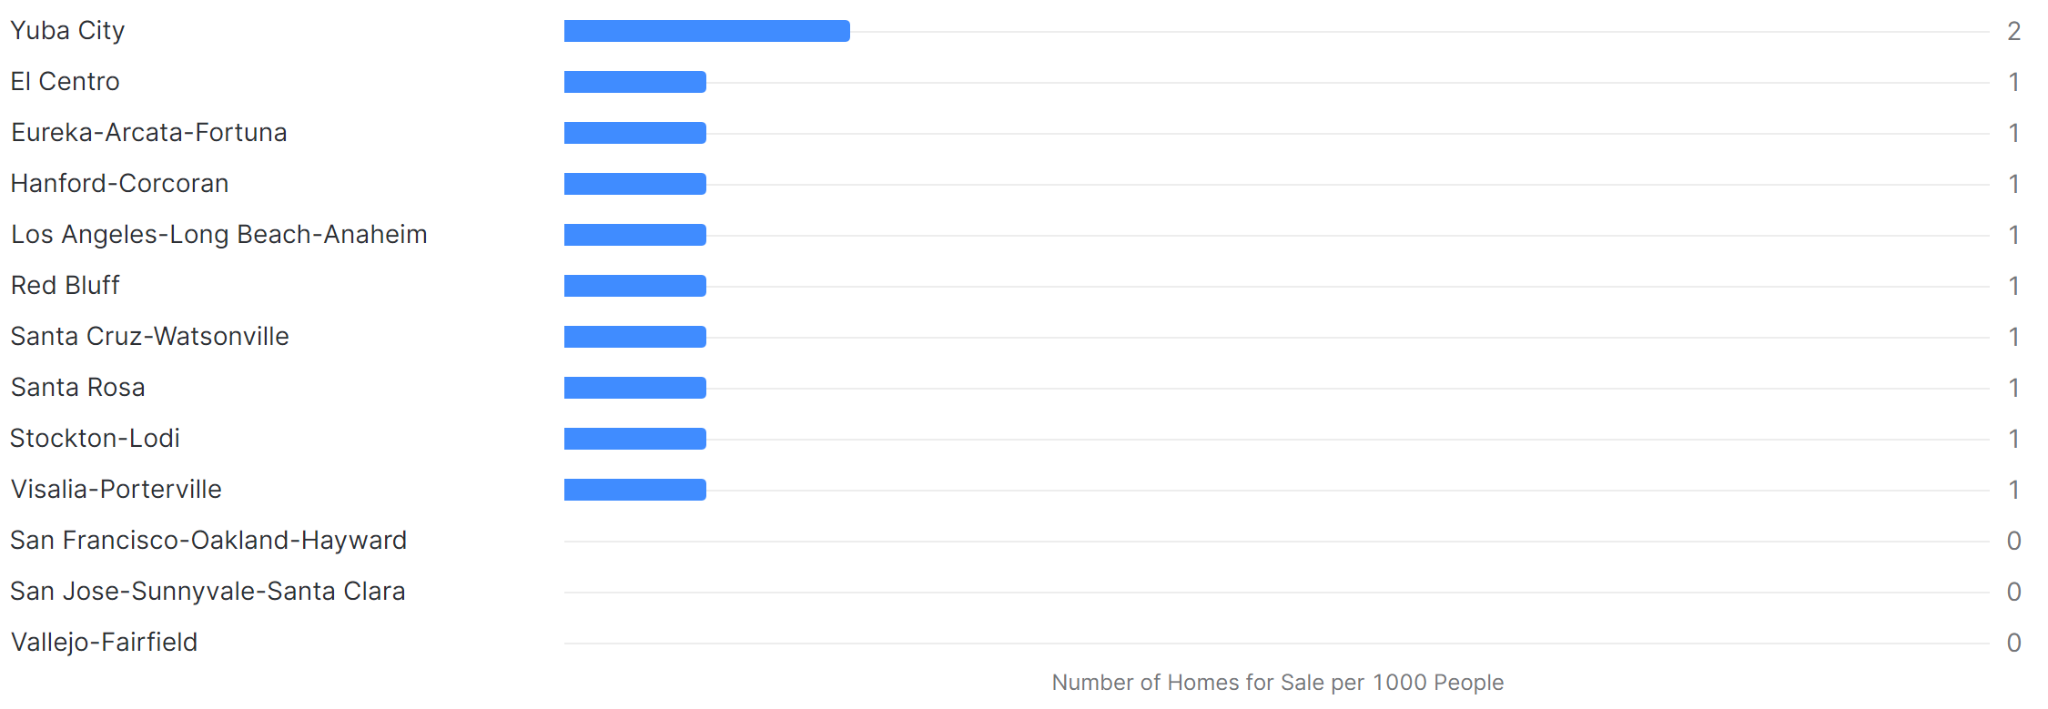 Yuba City 2
El Centro 1
Eureka-Arcata-Fortuna 1
Hanford-Corcoran 1
Los Angeles-Long Beach-Anaheim 1
Red Bluff 1
Santa Cruz-Watsonville 1
Santa Rosa 1
Stockton-Lodi 1
Visalia-Porterville 1
San Francisco-Oakland-Hayward 0
San Jose-Sunnyvale-Santa Clara 0
Vallejo-Fairfield 0
Number of Homes for Sale per 1000 People